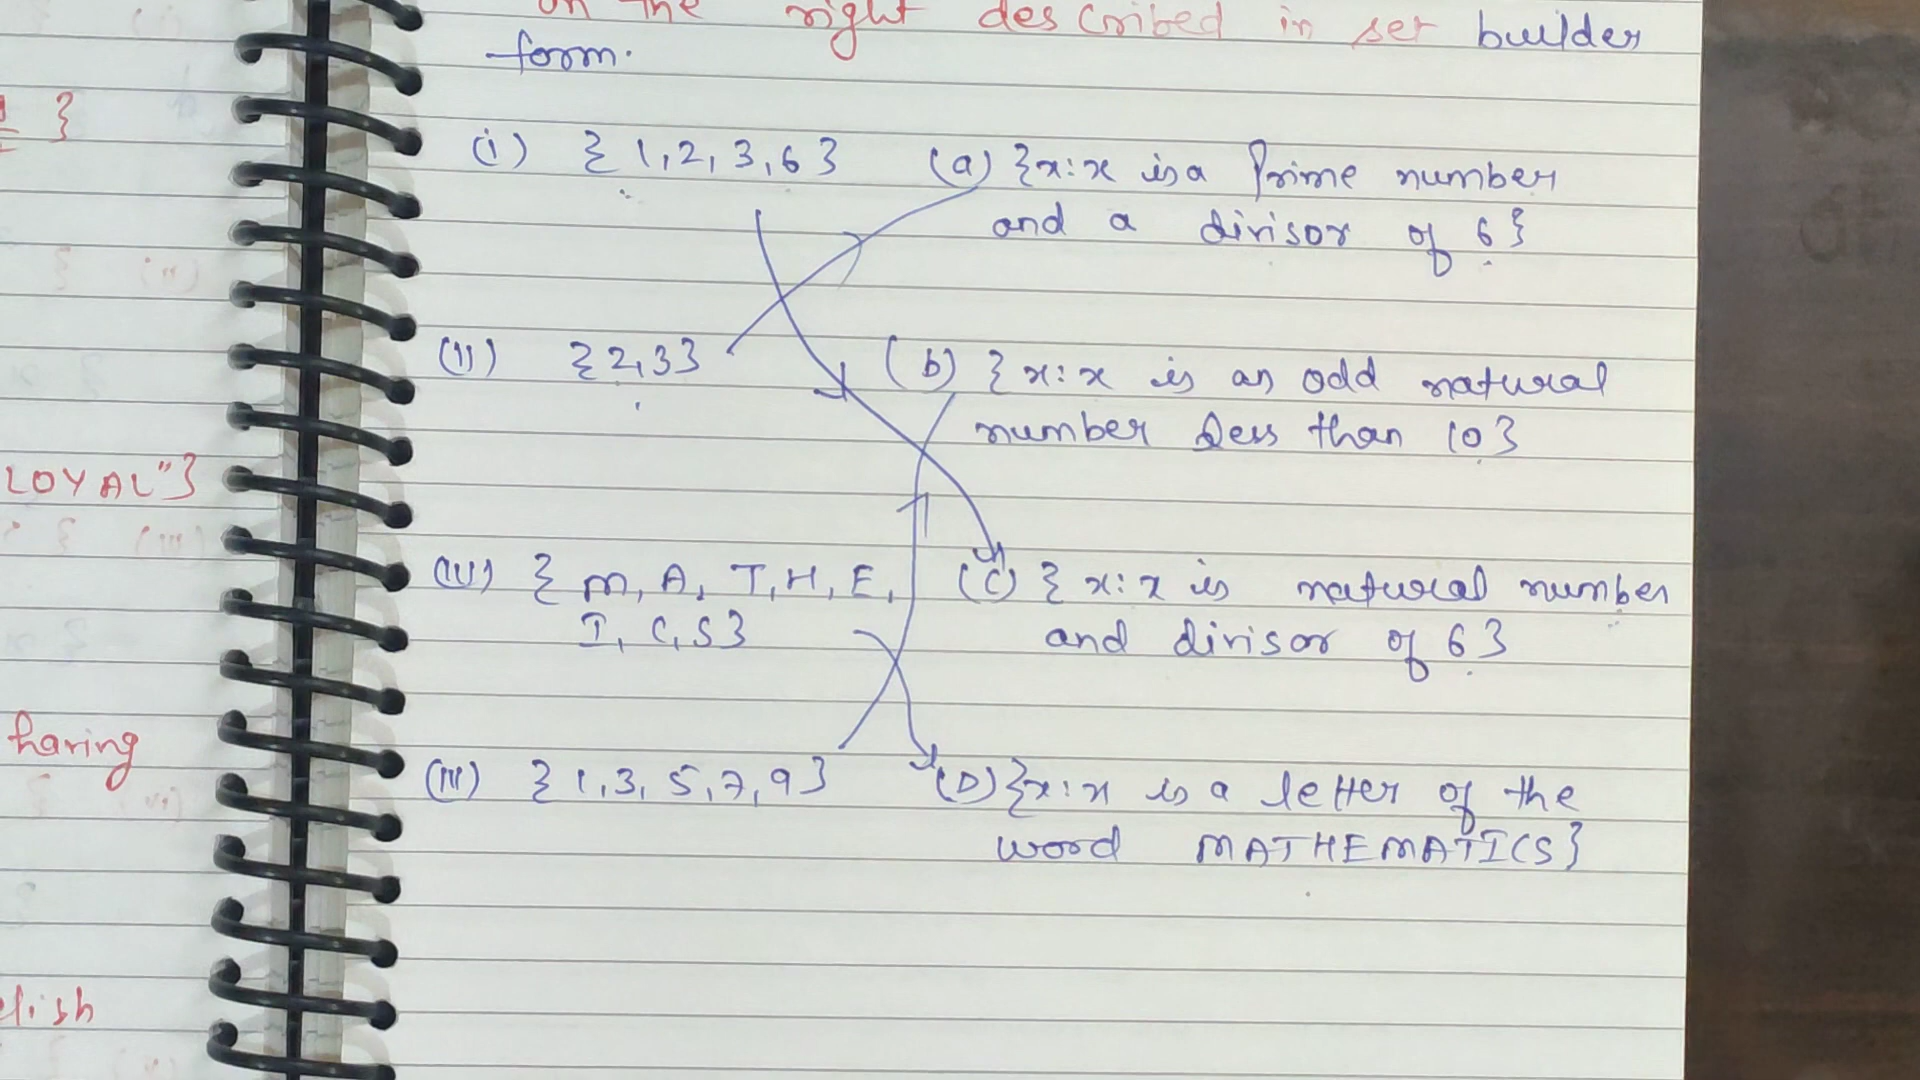 on the right described in set builder
form.
(i) { 1, 2, 3, 6 } (a) {x:x is a Prime number
and a divisor of 6}
(ii) {2,3} (b) {x:x is an odd natural
number less than 10}
(iv) { M, A, T, H, E, (C) {x:x is natural number
I, C, S} and divisor of 6}
(iii) {1,3, 5,7,9} (D) {x:x is a letter of the
word MATHEMATICS}
}
LOYAL"}
having